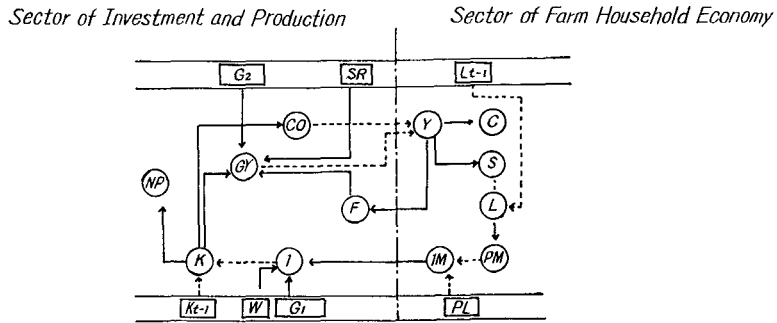 Sector of Investment and Production
Sector of Farm Household Economy
G2
SR
Lt-1
CO
Y
C
GY
S
NP
F
L
K
I
IM
PM
Kt-1
W
G1
PL